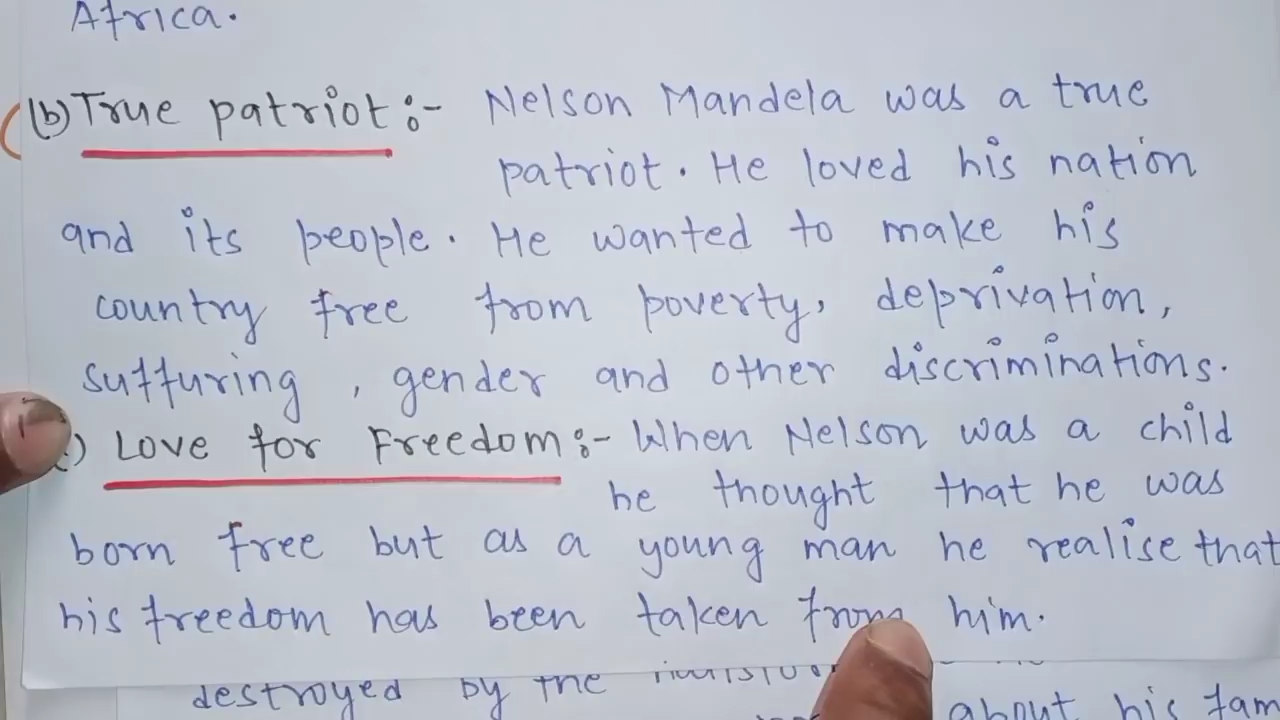 Africa.
(b) True patriot :- Nelson Mandela was a true
patriot. He loved his nation
and its people. He wanted to make his
country free from poverty, deprivation,
suffuring, gender and other discriminations.
) Love for Freedom :- When Nelson was a child
he thought that he was
born free but as a young man he realise that
his freedom has been taken from him.
destroyed by the
about his fam